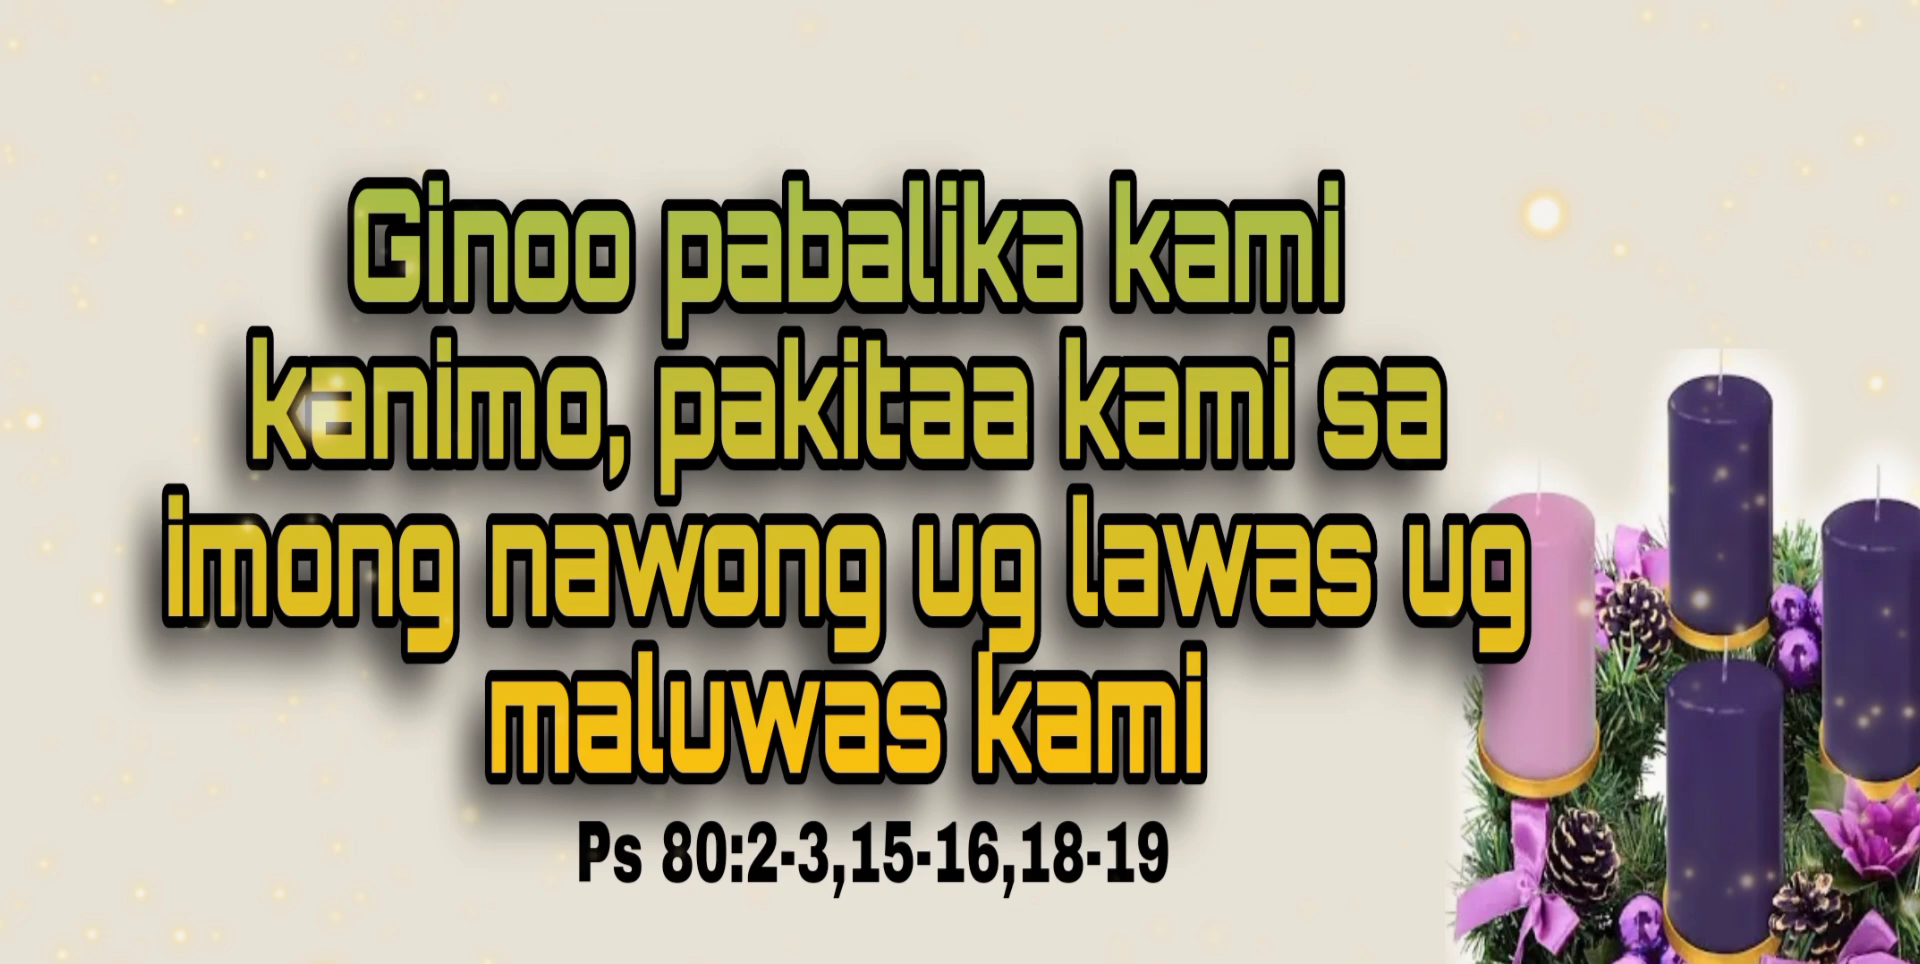 Ginoo pabalika kami
kanimo, pakitaa kami sa
imong nawong ug lawas ug
maluwas kami
Ps 80:2-3,15-16,18-19